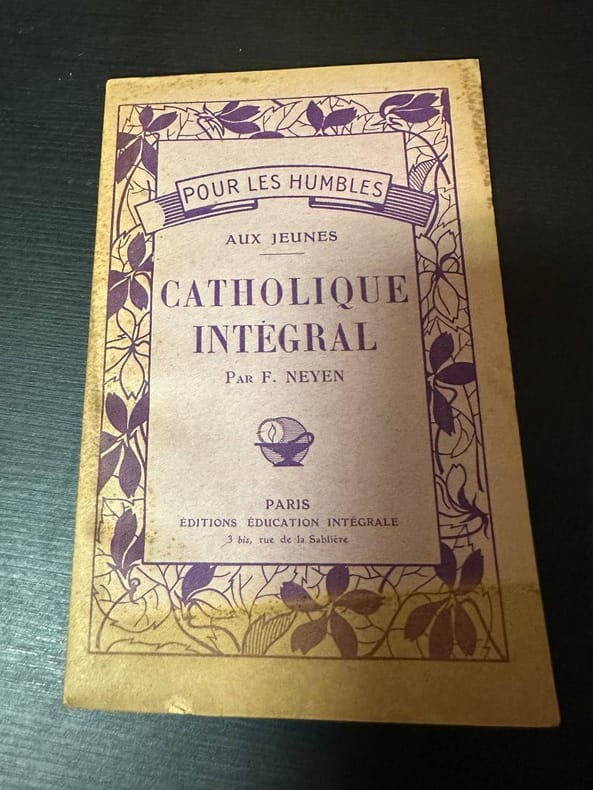 POUR LES HUMBLES
AUX JEUNES
CATHOLIQUE
INTÉGRAL
PAR F. NEYEN
PARIS
ÉDITIONS ÉDUCATION INTÉGRALE
3 bis, rue de la Sablière